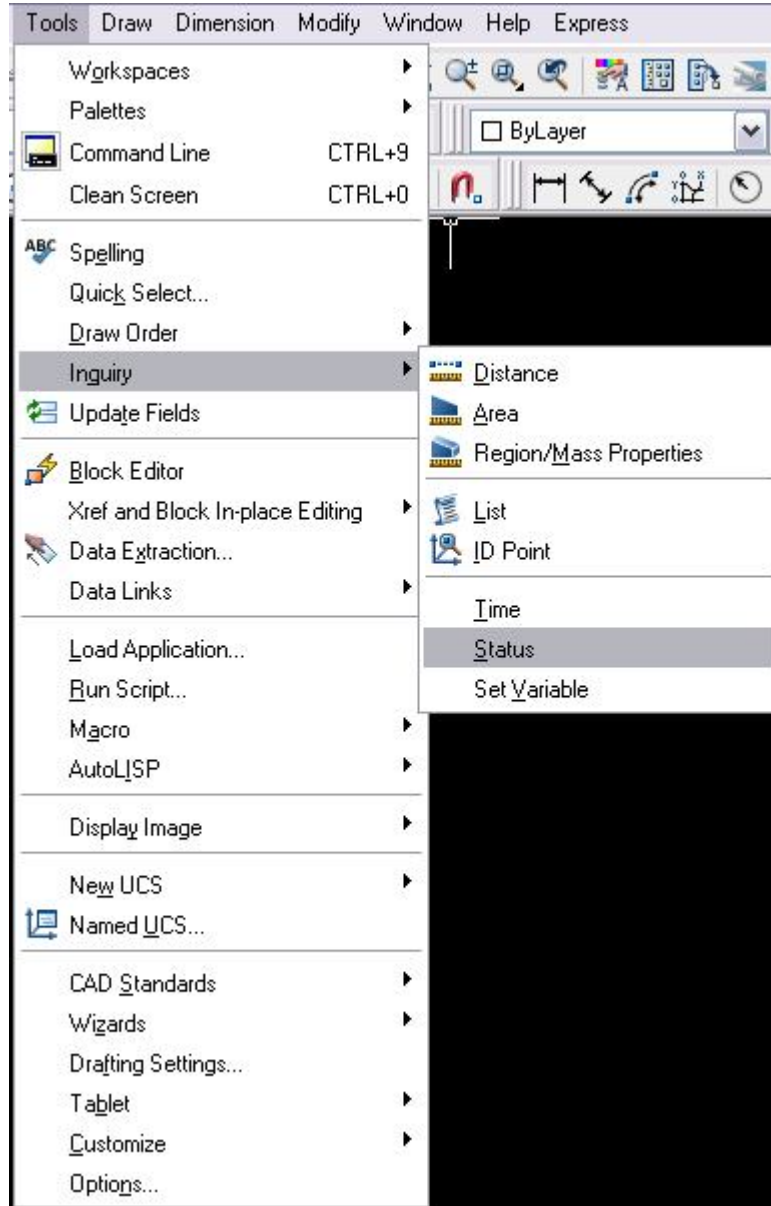 Tools Draw Dimension Modify Window Help Express
Workspaces
Palettes
ByLayer
Command Line CTRL+9
Clean Screen CTRL+0
ABC Spelling
Quick Select...
Draw Order
Inquiry
Distance
Update Fields
Area
Region/Mass Properties
Block Editor
Xref and Block In-place Editing
List
Data Extraction...
ID Point
Data Links
Time
Load Application...
Status
Run Script...
Set Variable
Macro
AutoLISP
Display Image
New UCS
Named UCS...
CAD Standards
Wizards
Drafting Settings...
Tablet
Customize
Options...